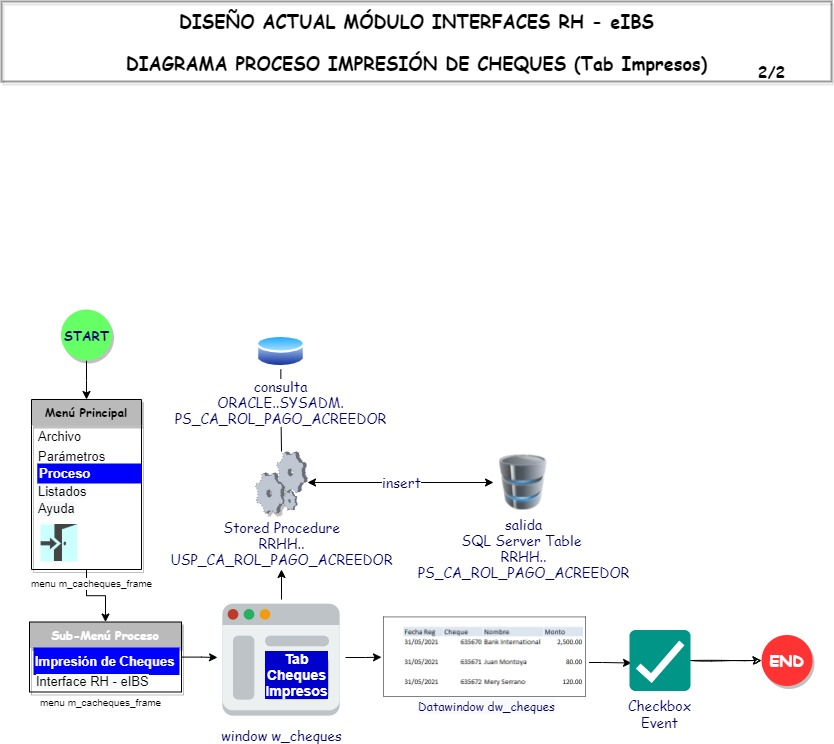 DISEÑO ACTUAL MÓDULO INTERFACES RH - eIBS
DIAGRAMA PROCESO IMPRESIÓN DE CHEQUES (Tab Impresos)
2/2
START
Menú Principal
Archivo
Parámetros
Proceso
Listados
Ayuda
menu m_cacheques_frame
consulta
ORACLE..SYSADM.
PS_CA_ROL_PAGO_ACREEDOR
insert
Stored Procedure
RRHH..
USP_CA_ROL_PAGO_ACREEDOR
salida
SQL Server Table
RRHH..
PS_CA_ROL_PAGO_ACREEDOR
Sub-Menú Proceso
Impresión de Cheques
Interface RH - eIBS
menu m_cacheques_frame
Tab
Cheques
Impresos
window w_cheques
Fecha Reg Cheque Nombre Monto
31/05/2021 635670 Bank International 2,500.00
31/05/2021 635671 Juan Montoya 80.00
31/05/2021 635672 Mery Serrano 120.00
Datawindow dw_cheques
Checkbox
Event
END